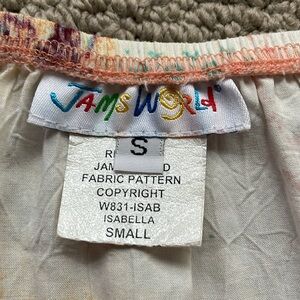 JAMS WORLD
S
FABRIC PATTERN
COPYRIGHT
W831-ISAB
ISABELLA
SMALL